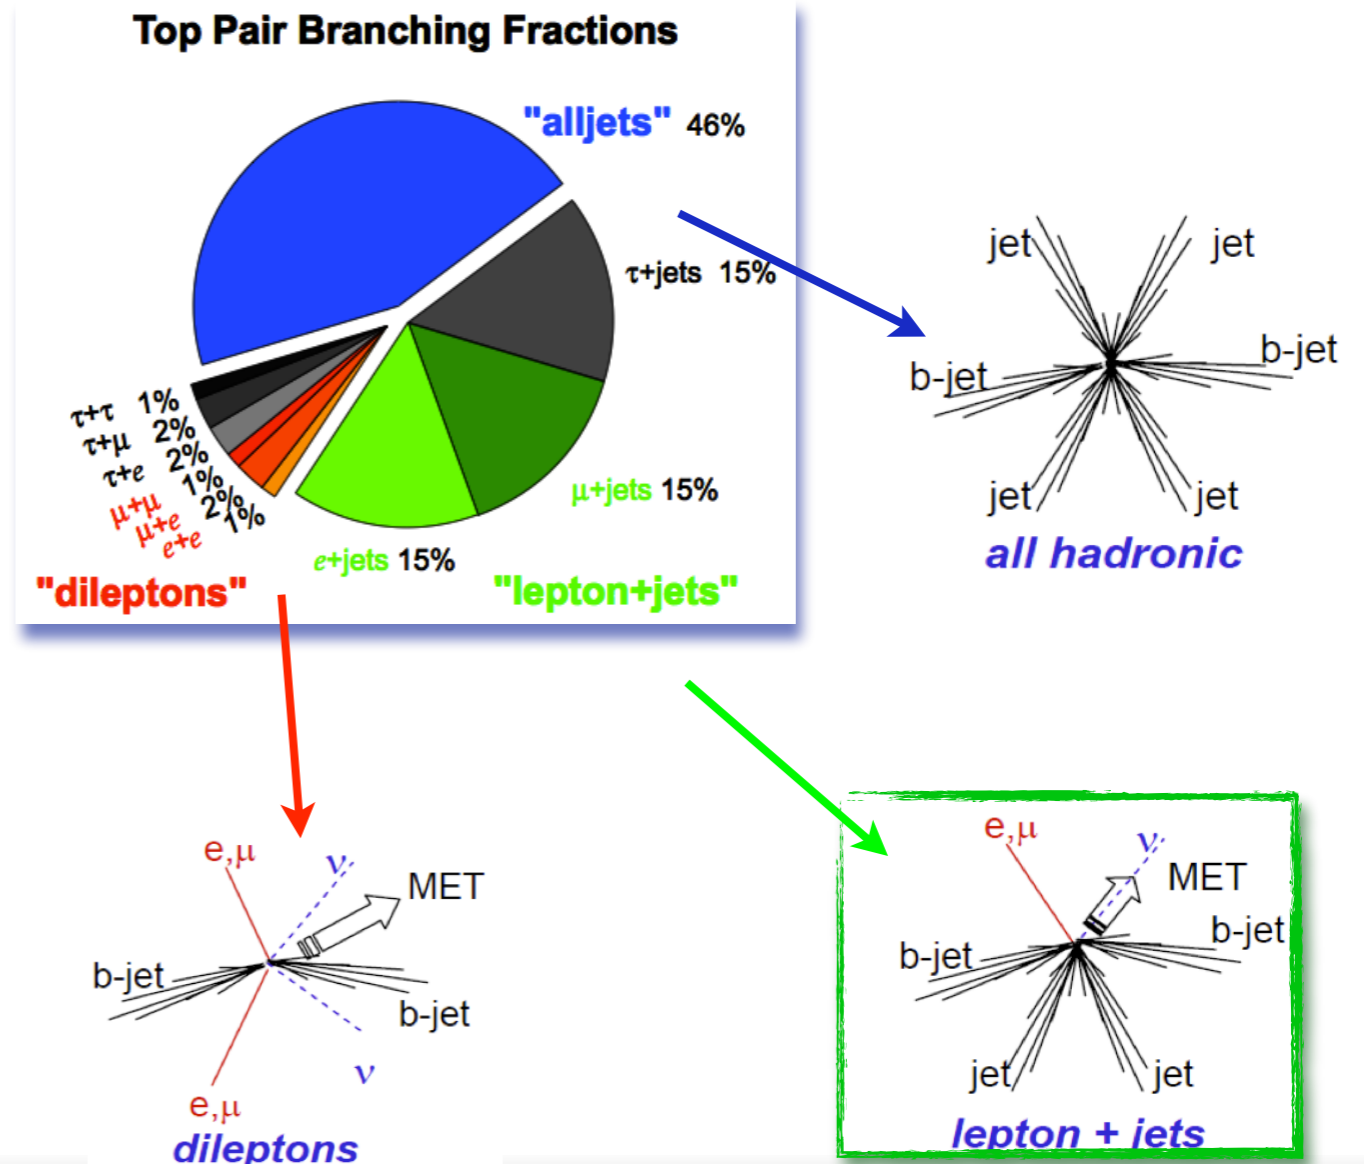 Top Pair Branching Fractions
"alljets" 46%
τ+jets 15%
μ+jets 15%
e+jets 15%
"lepton+jets"
τ+τ 1%
τ+μ 2%
τ+e 2%
μ+μ 1%
μ+e 2%
e+e 1%
"dileptons"
jet jet
b-jet b-jet
jet jet
all hadronic
e,μ ν
MET
b-jet
b-jet
ν
e,μ
dileptons
e,μ ν
MET
b-jet b-jet
jet jet
lepton + jets